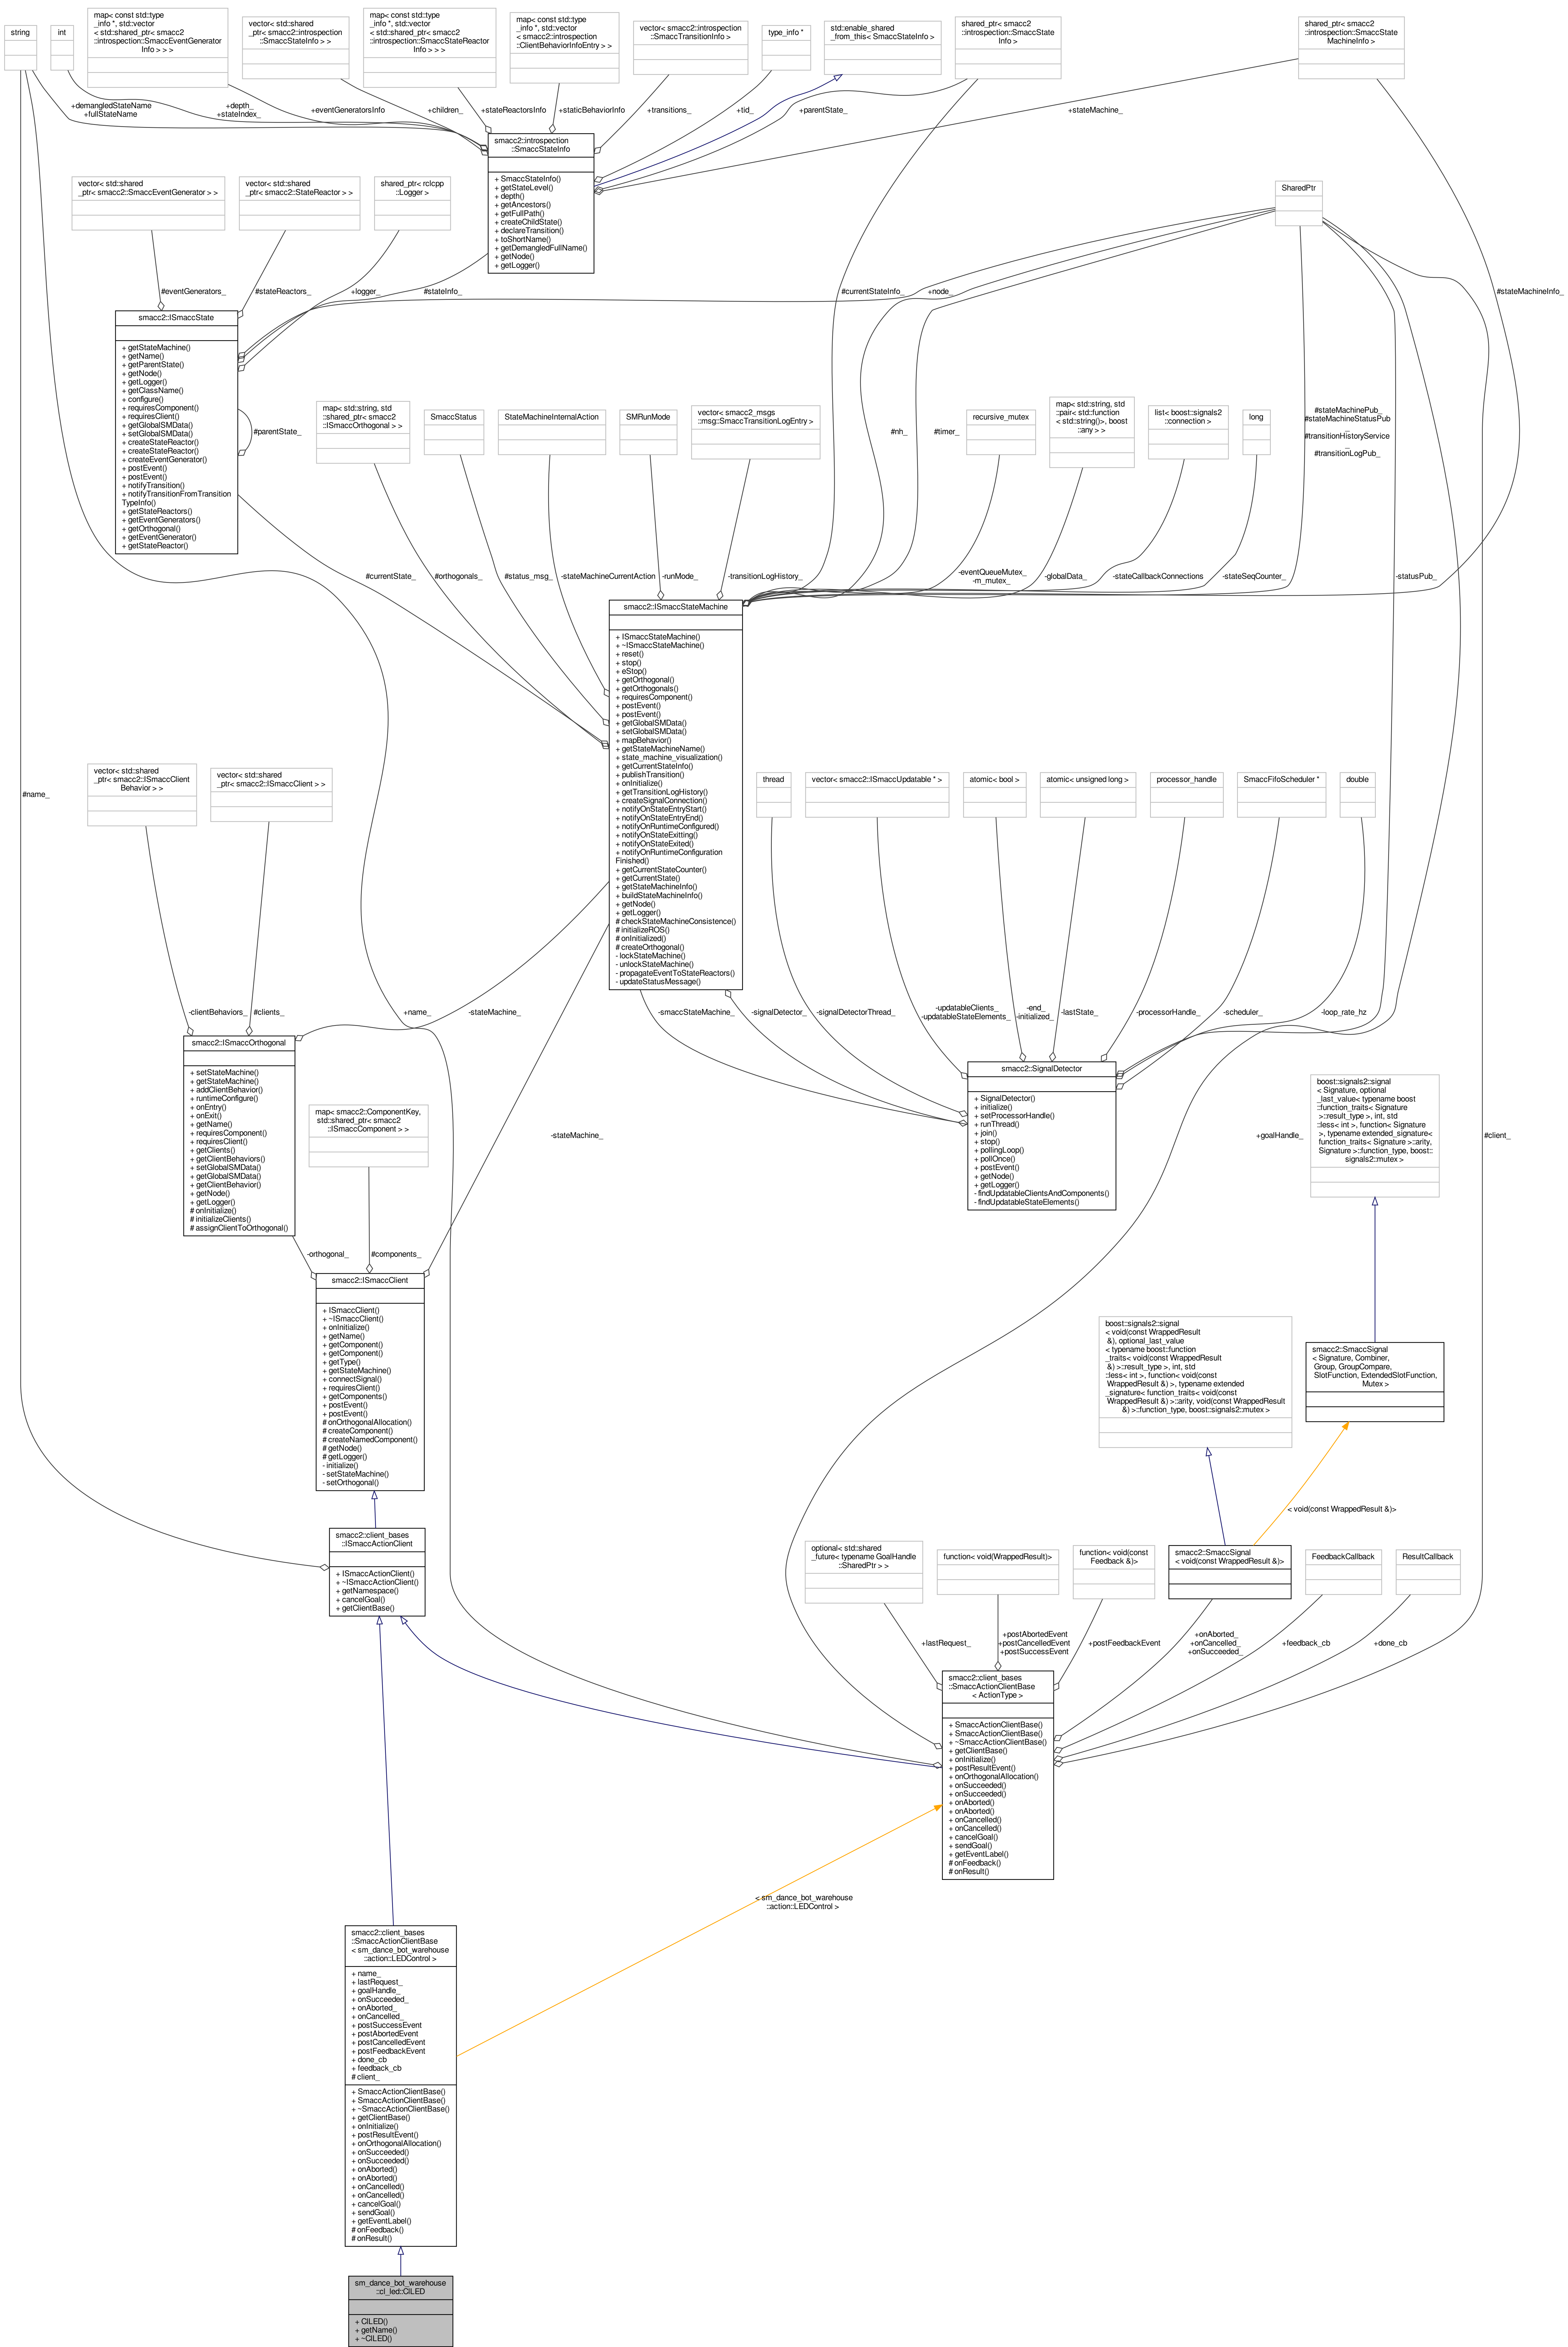 string
int
map< const std::type
_info *, std::vector
< std::shared_ptr< smacc2
::introspection::SmaccEventGenerator
Info > > >
vector< std::shared
_ptr< smacc2::introspection
::SmaccStateInfo > >
map< const std::type
_info *, std::vector
< std::shared_ptr< smacc2
::introspection::SmaccStateReactor
Info > > >
map< const std::type
_info *, std::vector
< smacc2::introspection
::ClientBehaviorInfoEntry > >
vector< smacc2::introspection
::SmaccTransitionInfo >
type_info *
std::enable_shared
_from_this< SmaccStateInfo >
shared_ptr< smacc2
::introspection::SmaccState
Info >
shared_ptr< smacc2
::introspection::SmaccState
MachineInfo >
+demangledStateName
+fullStateName
+depth_
+stateIndex_
+eventGeneratorsInfo
+children_
+stateReactorsInfo
+staticBehaviorInfo
+transitions_
+tid_
+parentState_
+stateMachine_
smacc2::introspection
::SmaccStateInfo
+ SmaccStateInfo()
+ getStateLevel()
+ depth()
+ getAncestors()
+ getFullPath()
+ createChildState()
+ declareTransition()
+ toShortName()
+ getDemangledFullName()
+ getNode()
+ getLogger()
vector< std::shared
_ptr< smacc2::SmaccEventGenerator > >
vector< std::shared
_ptr< smacc2::StateReactor > >
shared_ptr< rclcpp
::Logger >
SharedPtr
#eventGenerators_
#stateReactors_
+logger_
#stateInfo_
#currentStateInfo_
+node_
#stateMachineInfo_
smacc2::ISmaccState
+ getStateMachine()
+ getName()
+ getParentState()
+ getNode()
+ getLogger()
+ getClassName()
+ configure()
+ requiresComponent()
+ requiresClient()
+ getGlobalSMData()
+ setGlobalSMData()
+ createStateReactor()
+ createStateReactor()
+ createEventGenerator()
+ postEvent()
+ postEvent()
+ notifyTransition()
+ notifyTransitionFromTransition
TypeInfo()
+ getStateReactors()
+ getEventGenerators()
+ getOrthogonal()
+ getEventGenerator()
+ getStateReactor()
#parentState_
map< std::string, std
::shared_ptr< smacc2
::ISmaccOrthogonal > >
SmaccStatus
StateMachineInternalAction
SMRunMode
vector< smacc2_msgs
::msg::SmaccTransitionLogEntry >
recursive_mutex
map< std::string, std
::pair< std::function
< std::string()>, boost
::any > >
list< boost::signals2
::connection >
long
#nh_
#timer_
#stateMachinePub_
#stateMachineStatusPub
_
#transitionHistoryService
_
#transitionLogPub_
#currentState_
#orthogonals_
#status_msg_
-stateMachineCurrentAction
-runMode_
-transitionLogHistory_
-eventQueueMutex_
-m_mutex_
-globalData_
-stateCallbackConnections
-stateSeqCounter_
-statusPub_
smacc2::ISmaccStateMachine
+ ISmaccStateMachine()
+ ~ISmaccStateMachine()
+ reset()
+ stop()
+ eStop()
+ getOrthogonal()
+ getOrthogonals()
+ requiresComponent()
+ postEvent()
+ postEvent()
+ getGlobalSMData()
+ setGlobalSMData()
+ mapBehavior()
+ getStateMachineName()
+ state_machine_visualization()
+ getCurrentStateInfo()
+ publishTransition()
+ onInitialize()
+ getTransitionLogHistory()
+ createSignalConnection()
+ notifyOnStateEntryStart()
+ notifyOnStateEntryEnd()
+ notifyOnRuntimeConfigured()
+ notifyOnStateExitting()
+ notifyOnStateExited()
+ notifyOnRuntimeConfiguration
Finished()
+ getCurrentStateCounter()
+ getCurrentState()
+ getStateMachineInfo()
+ buildStateMachineInfo()
+ getNode()
+ getLogger()
# checkStateMachineConsistence()
# initializeROS()
# onInitialized()
# createOrthogonal()
- lockStateMachine()
- unlockStateMachine()
- propagateEventToStateReactors()
- updateStatusMessage()
#name_
vector< std::shared
_ptr< smacc2::ISmaccClient
Behavior > >
vector< std::shared
_ptr< smacc2::ISmaccClient > >
thread
vector< smacc2::ISmaccUpdatable * >
atomic< bool >
atomic< unsigned long >
processor_handle
SmaccFifoScheduler *
double
-clientBehaviors_
#clients_
+name_
-stateMachine_
-smaccStateMachine_
-signalDetector_
-signalDetectorThread_
-updatableClients_
-updatableStateElements_
-end_
-initialized_
-lastState_
-processorHandle_
-scheduler_
-loop_rate_hz
smacc2::ISmaccOrthogonal
+ setStateMachine()
+ getStateMachine()
+ addClientBehavior()
+ runtimeConfigure()
+ onEntry()
+ onExit()
+ getName()
+ requiresComponent()
+ requiresClient()
+ getClients()
+ getClientBehaviors()
+ setGlobalSMData()
+ getGlobalSMData()
+ getClientBehavior()
+ getNode()
+ getLogger()
# onInitialize()
# initializeClients()
# assignClientToOrthogonal()
smacc2::SignalDetector
+ SignalDetector()
+ initialize()
+ setProcessorHandle()
+ runThread()
+ join()
+ stop()
+ pollingLoop()
+ pollOnce()
+ postEvent()
+ getNode()
+ getLogger()
- findUpdatableClientsAndComponents()
- findUpdatableStateElements()
map< smacc2::ComponentKey,
std::shared_ptr< smacc2
::ISmaccComponent > >
boost::signals2::signal
< Signature, optional
_last_value< typename boost
::function_traits< Signature
>::result_type >, int, std
::less< int >, function< Signature
>, typename extended_signature<
function_traits< Signature >::arity,
Signature >::function_type, boost::
signals2::mutex >
-stateMachine_
+goalHandle_
#client_
-orthogonal_
#components_
smacc2::ISmaccClient
+ ISmaccClient()
+ ~ISmaccClient()
+ onInitialize()
+ getName()
+ getComponent()
+ getComponent()
+ getType()
+ getStateMachine()
+ connectSignal()
+ requiresClient()
+ getComponents()
+ postEvent()
+ postEvent()
# onOrthogonalAllocation()
# createComponent()
# createNamedComponent()
# getNode()
# getLogger()
- initialize()
- setStateMachine()
- setOrthogonal()
boost::signals2::signal
< void(const WrappedResult
&), optional_last_value
< typename boost::function
_traits< void(const WrappedResult
&) >::result_type >, int, std
::less< int >, function< void(const
WrappedResult &) >, typename extended
_signature< function_traits< void(const
WrappedResult &) >::arity, void(const WrappedResult
&) >::function_type, boost::signals2::mutex >
smacc2::SmaccSignal
< Signature, Combiner,
Group, GroupCompare,
SlotFunction, ExtendedSlotFunction,
Mutex >
< void(const WrappedResult &)>
smacc2::client_bases
::ISmaccActionClient
+ ISmaccActionClient()
+ ~ISmaccActionClient()
+ getNamespace()
+ cancelGoal()
+ getClientBase()
optional< std::shared
_future< typename GoalHandle
::SharedPtr > >
function< void(WrappedResult)>
function< void(const
Feedback &)>
smacc2::SmaccSignal
< void(const WrappedResult &)>
FeedbackCallback
ResultCallback
+lastRequest_
+postAbortedEvent
+postCancelledEvent
+postSuccessEvent
+postFeedbackEvent
+onAborted_
+onCancelled_
+onSucceeded_
+feedback_cb
+done_cb
smacc2::client_bases
::SmaccActionClientBase
< ActionType >
+ SmaccActionClientBase()
+ SmaccActionClientBase()
+ ~SmaccActionClientBase()
+ getClientBase()
+ onInitialize()
+ postResultEvent()
+ onOrthogonalAllocation()
+ onSucceeded()
+ onSucceeded()
+ onAborted()
+ onAborted()
+ onCancelled()
+ onCancelled()
+ cancelGoal()
+ sendGoal()
+ getEventLabel()
# onFeedback()
# onResult()
< sm_dance_bot_warehouse
::action::LEDControl >
smacc2::client_bases
::SmaccActionClientBase
< sm_dance_bot_warehouse
::action::LEDControl >
+ name_
+ lastRequest_
+ goalHandle_
+ onSucceeded_
+ onAborted_
+ onCancelled_
+ postSuccessEvent
+ postAbortedEvent
+ postCancelledEvent
+ postFeedbackEvent
+ done_cb
+ feedback_cb
# client_
+ SmaccActionClientBase()
+ SmaccActionClientBase()
+ ~SmaccActionClientBase()
+ getClientBase()
+ onInitialize()
+ postResultEvent()
+ onOrthogonalAllocation()
+ onSucceeded()
+ onSucceeded()
+ onAborted()
+ onAborted()
+ onCancelled()
+ onCancelled()
+ cancelGoal()
+ sendGoal()
+ getEventLabel()
# onFeedback()
# onResult()
sm_dance_bot_warehouse
::cl_led::ClLED
+ ClLED()
+ getName()
+ ~ClLED()